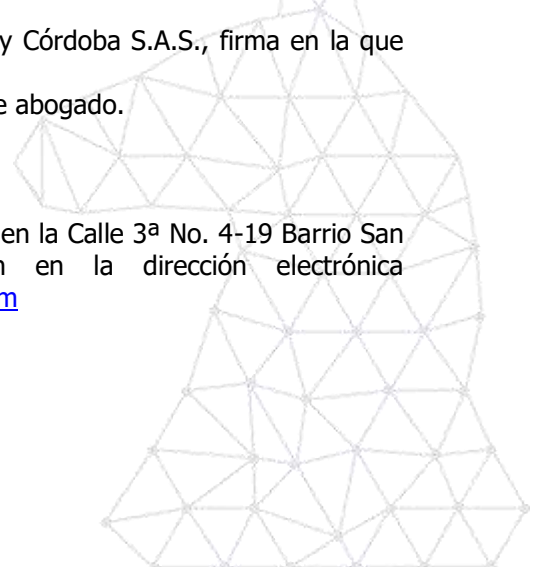 y Córdoba S.A.S., firma en la que
e abogado.
en la Calle 3ª No. 4-19 Barrio San
en la dirección electrónica
m